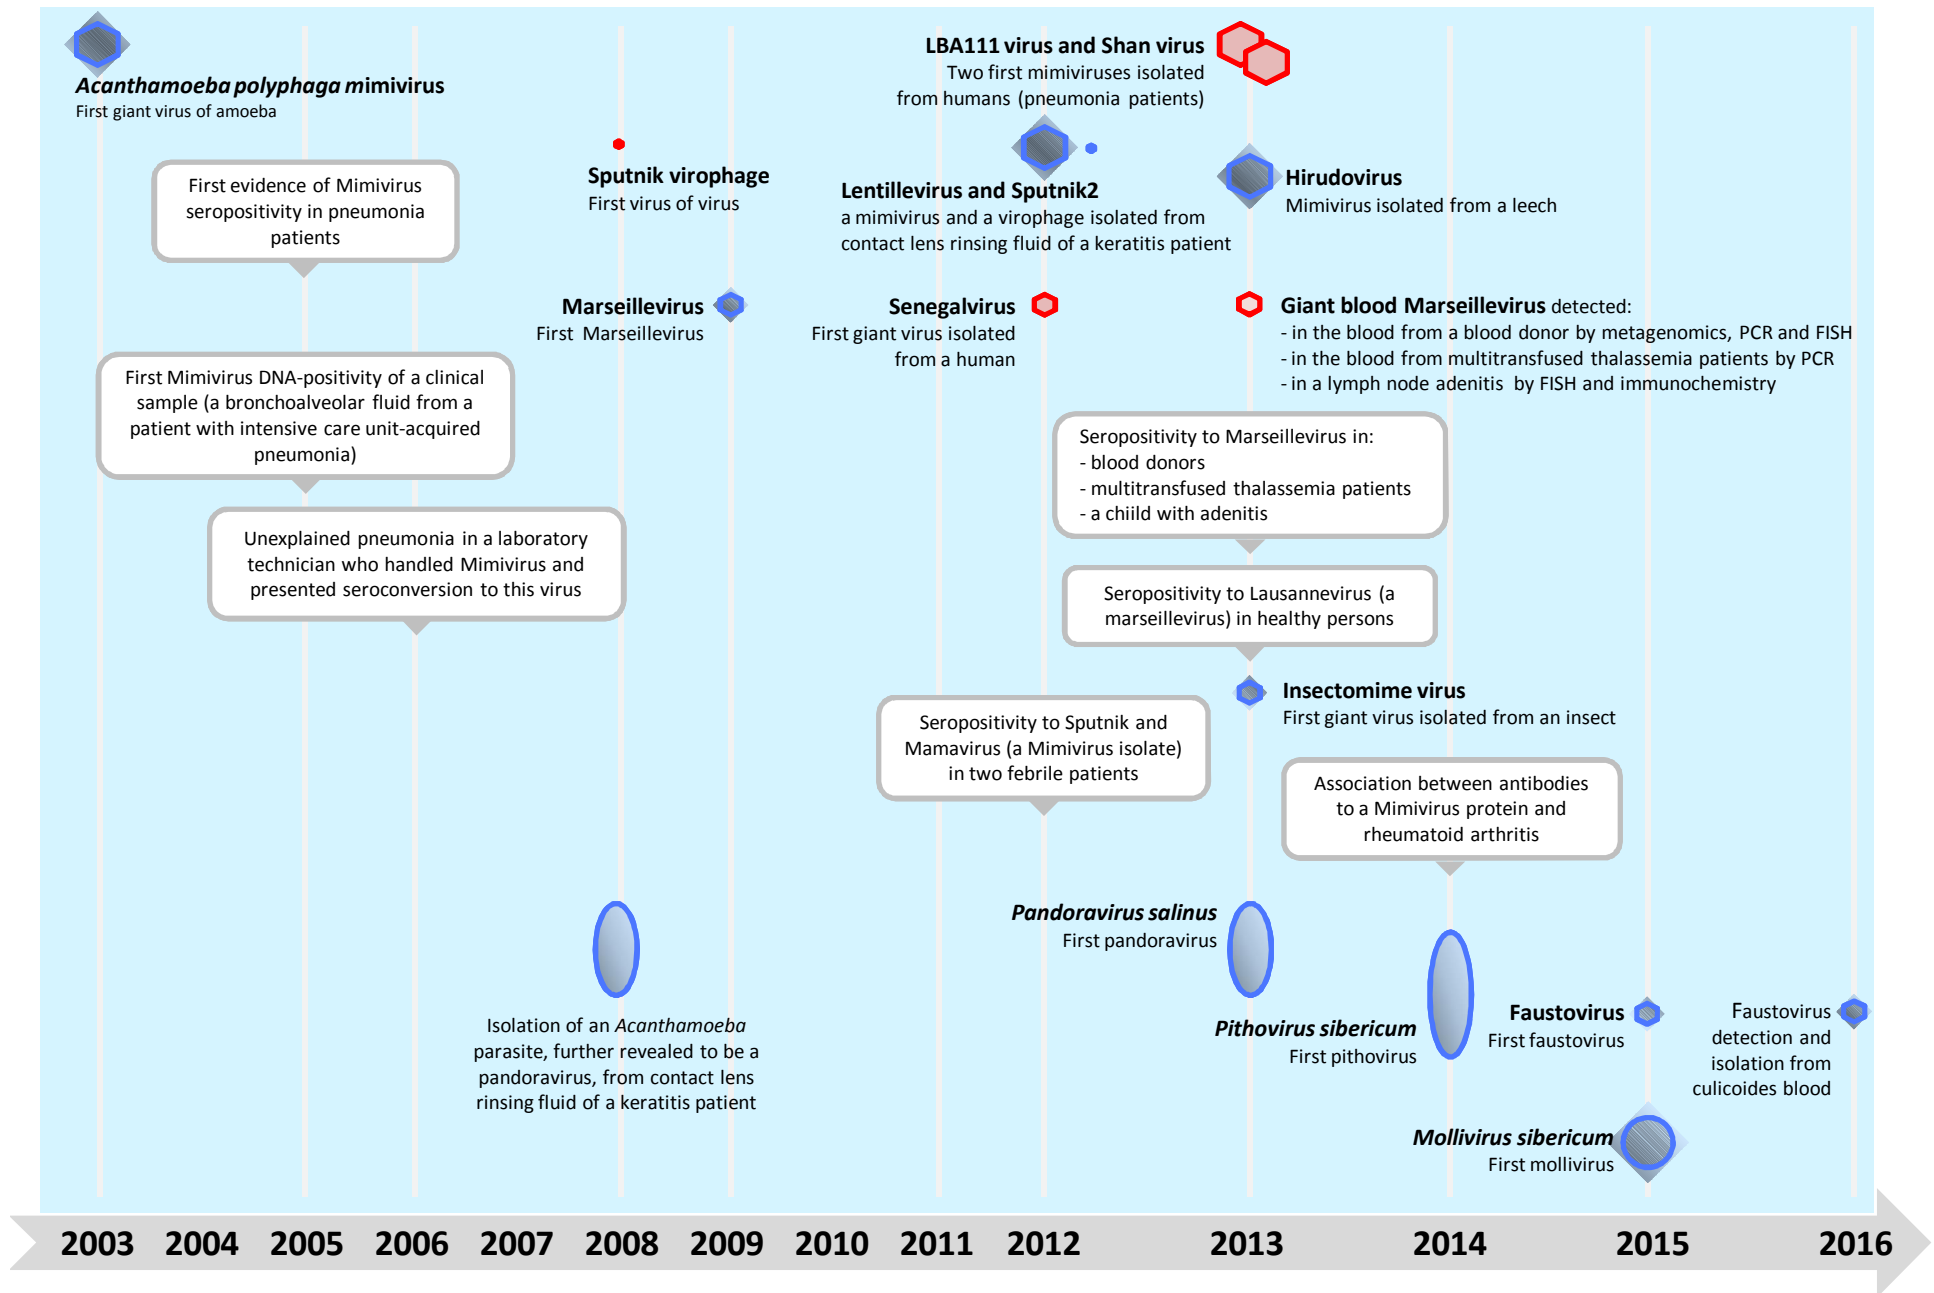 Acanthamoeba polyphaga mimivirus
First giant virus of amoeba
First evidence of Mimivirus
seropositivity in pneumonia
patients
First Mimivirus DNA-positivity of a clinical
sample (a bronchoalveolar fluid from a
patient with intensive care unit-acquired
pneumonia)
Unexplained pneumonia in a laboratory
technician who handled Mimivirus and
presented seroconversion to this virus
Sputnik virophage
First virus of virus
Marseillevirus
First Marseillevirus
Isolation of an Acanthamoeba
parasite, further revealed to be a
pandoravirus, from contact lens
rinsing fluid of a keratitis patient
LBA111 virus and Shan virus
Two first mimiviruses isolated
from humans (pneumonia patients)
Lentillevirus and Sputnik2
a mimivirus and a virophage isolated from
contact lens rinsing fluid of a keratitis patient
Hirudovirus
Mimivirus isolated from a leech
Senegalvirus
First giant virus isolated
from a human
Giant blood Marseillevirus detected:
- in the blood from a blood donor by metagenomics, PCR and FISH
- in the blood from multitransfused thalassemia patients by PCR
- in a lymph node adenitis by FISH and immunochemistry
Seropositivity to Marseillevirus in:
- blood donors
- multitransfused thalassemia patients
- a chiild with adenitis
Seropositivity to Lausannevirus (a
marseillevirus) in healthy persons
Insectomime virus
First giant virus isolated from an insect
Seropositivity to Sputnik and
Mamavirus (a Mimivirus isolate)
in two febrile patients
Association between antibodies
to a Mimivirus protein and
rheumatoid arthritis
Pandoravirus salinus
First pandoravirus
Pithovirus sibericum
First pithovirus
Faustovirus
First faustovirus
Faustovirus
detection and
isolation from
culicoides blood
Mollivirus sibericum
First mollivirus
2003 2004 2005 2006 2007 2008 2009 2010 2011 2012 2013 2014 2015 2016